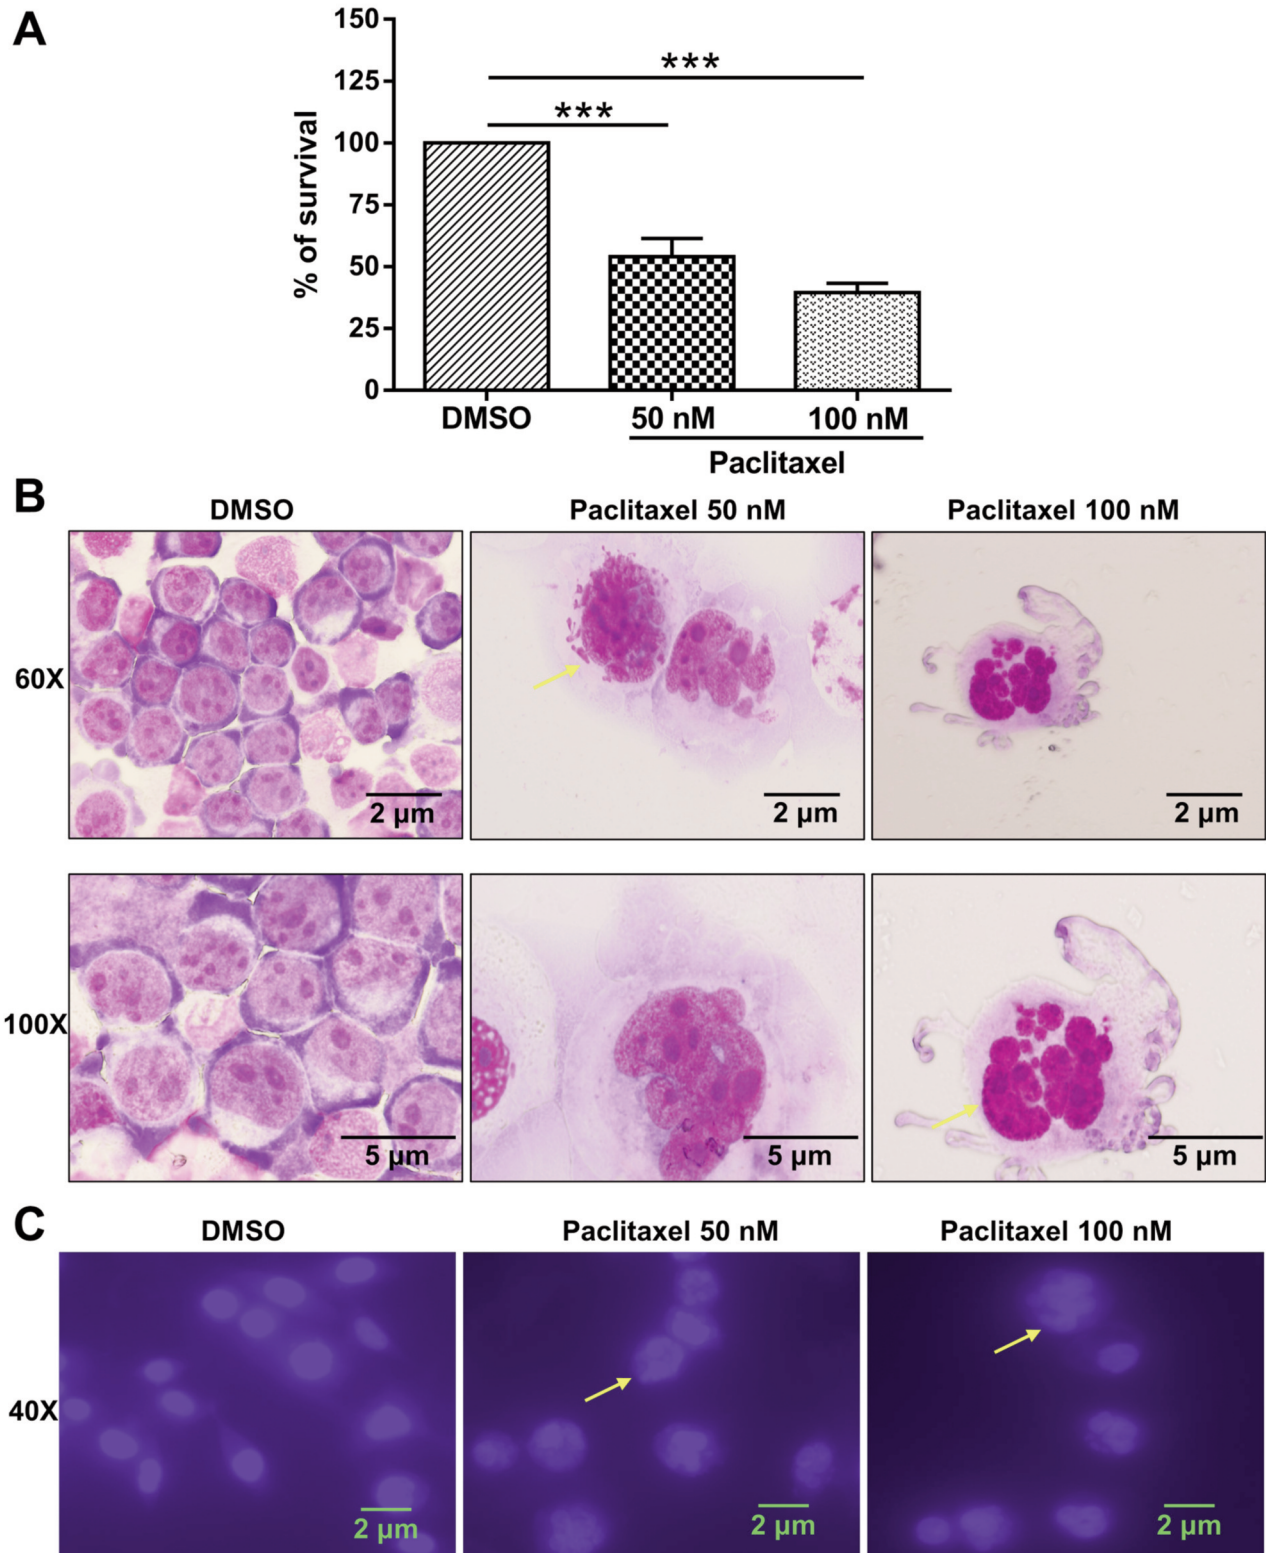 A
150
125
100
75
50
25
0
% of survival
***
***
DMSO 50 nM 100 nM
Paclitaxel
B
DMSO Paclitaxel 50 nM Paclitaxel 100 nM
60X
2 µm 2 µm 2 µm
100X
5 µm 5 µm 5 µm
C
DMSO Paclitaxel 50 nM Paclitaxel 100 nM
40X
2 µm 2 µm 2 µm